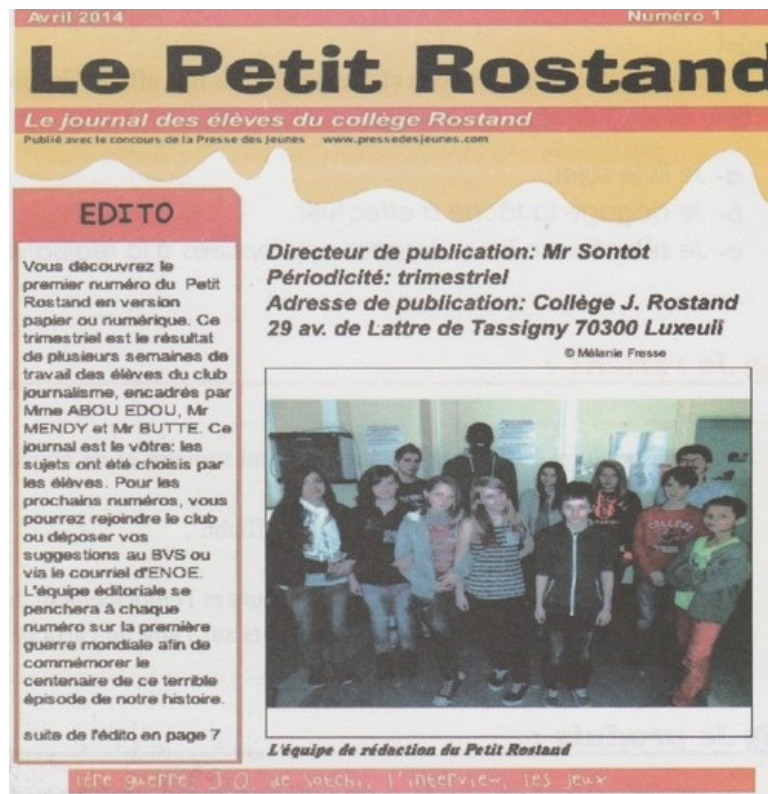 Avril 2014 Numéro 1
Le Petit Rostand
Le journal des élèves du collège Rostand
Publié avec le concours de la Presse des Jeunes www.pressedesjeunes.com
EDITO
Vous découvrez le
premier numéro du Petit
Rostand en version
papier ou numérique. Ce
trimestriel est le résultat
de plusieurs semaines de
travail des élèves du club
journalisme, encadrés par
Mme ABOU EDOU, Mr
MENDY et Mr BUTTE. Ce
journal est le vôtre: les
sujets ont été choisis par
les élèves. Pour les
prochains numéros, vous
pourrez rejoindre le club
ou déposer vos
suggestions au BVS ou
via le courriel d'ENOE.
L'équipe éditoriale se
penchera à chaque
numéro sur la première
guerre mondiale afin de
commémorer le
centenaire de ce terrible
épisode de notre histoire.
suite de l'édito en page 7
Directeur de publication: Mr Sontot
Périodicité: trimestriel
Adresse de publication: Collège J. Rostand
29 av. de Lattre de Tassigny 70300 Luxeuil
© Mélanie Fresse
L'équipe de rédaction du Petit Rostand
1ère guerre, J.O. de Sotchi, l'interview, les jeux